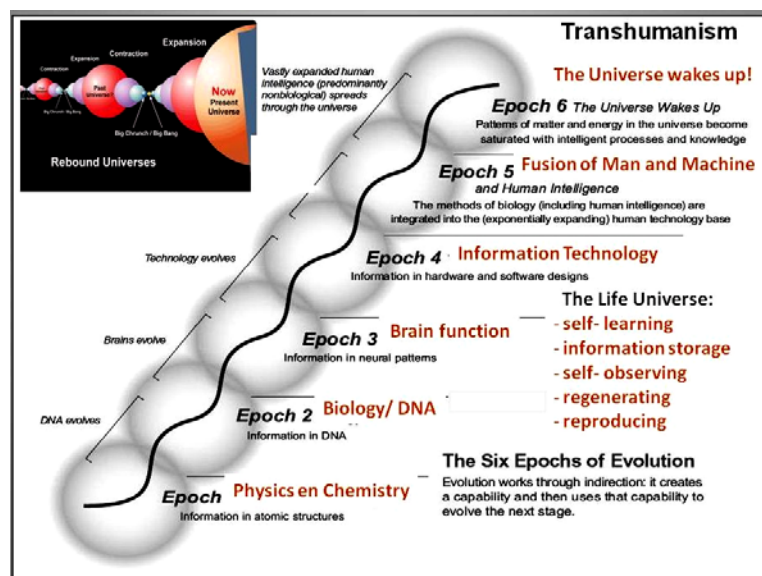 Transhumanism
Expansion
Contraction
Expansion
Contraction
Past
Universe?
Now
Present
Universe
Big Chrunch / Big Bang
Rebound Universes
Vastly expanded human
intelligence (predominantly
nonbiological) spreads
through the universe
The Universe wakes up!
Epoch 6 The Universe Wakes Up
Patterns of matter and energy in the universe become
saturated with intelligent processes and knowledge
Epoch 5 Fusion of Man and Machine
and Human Intelligence
The methods of biology (including human intelligence) are
integrated into the (exponentially expanding) human technology base
Technology evolves
Epoch 4 Information Technology
Information in hardware and software designs
The Life Universe:
- self- learning
- information storage
- self- observing
- regenerating
- reproducing
Brains evolve
Epoch 3 Brain function
Information in neural patterns
DNA evolves
Epoch 2 Biology/ DNA
Information in DNA
The Six Epochs of Evolution
Evolution works through indirection: it creates
a capability and then uses that capability to
evolve the next stage.
Epoch Physics en Chemistry
Information in atomic structures